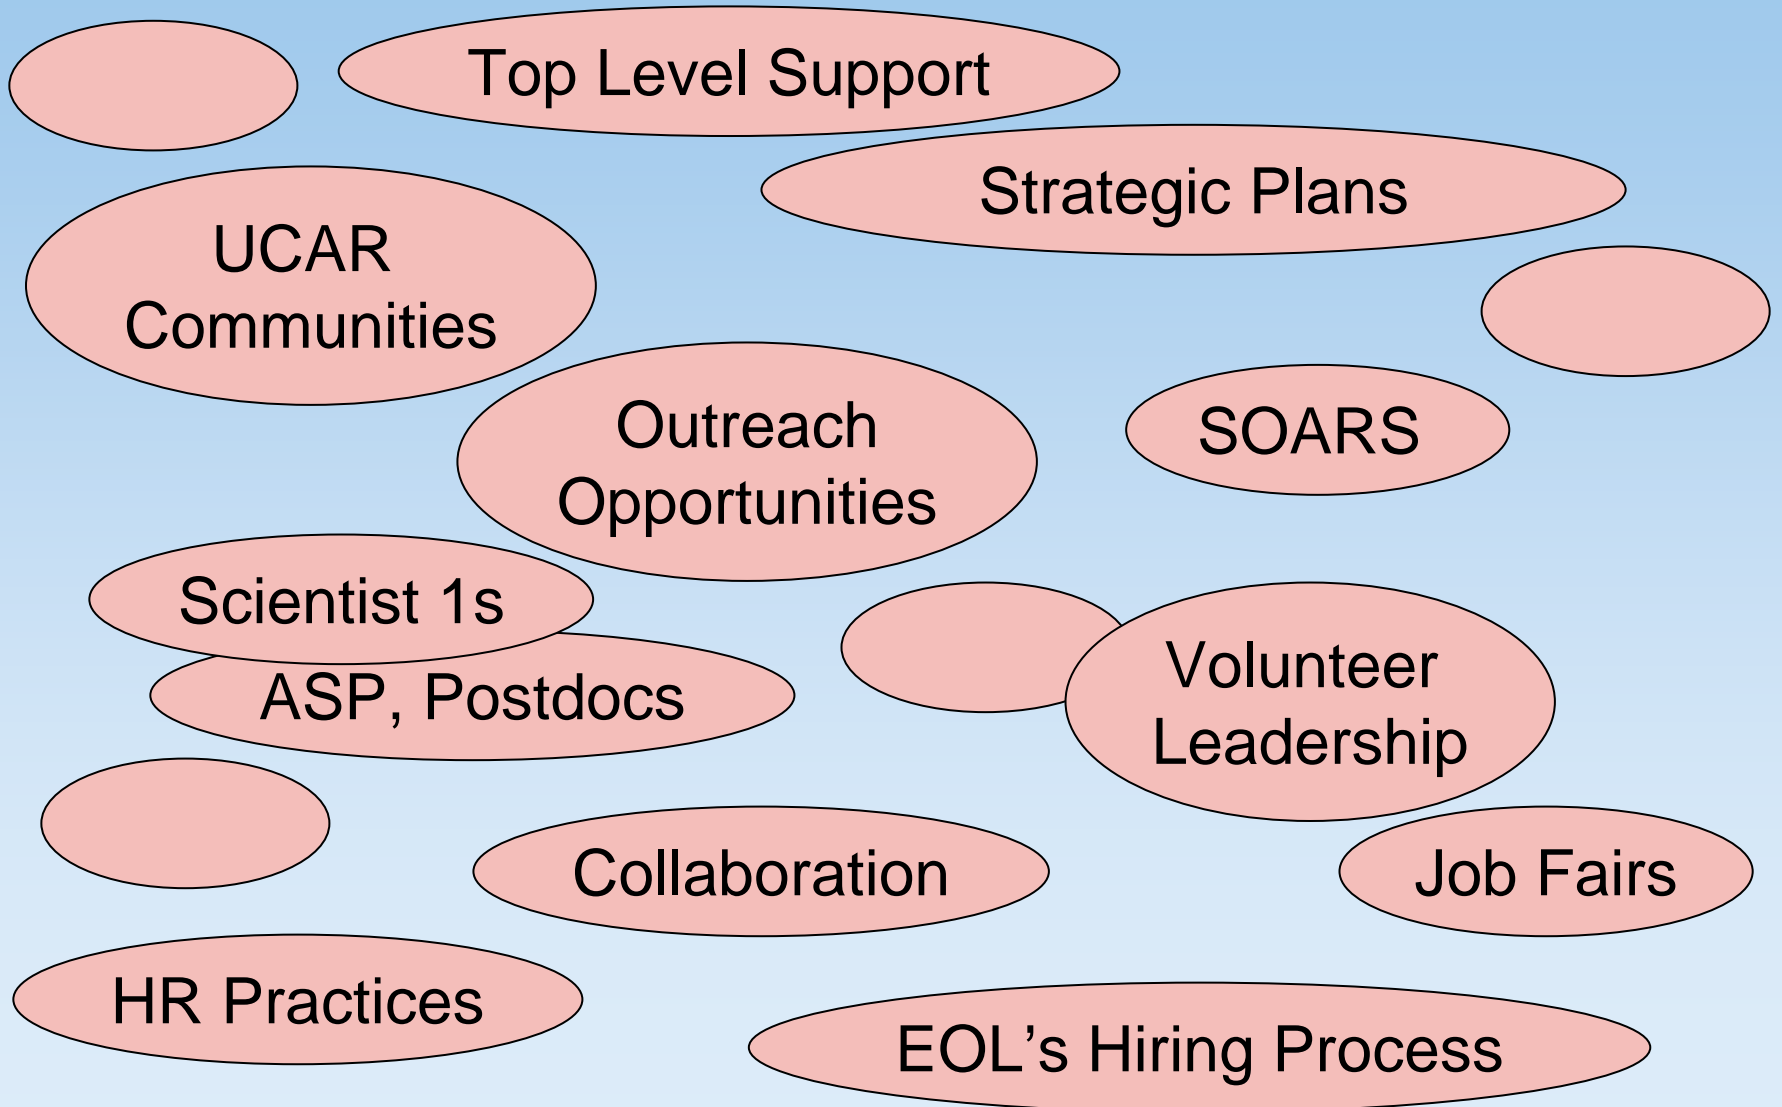 Top Level Support
Strategic Plans
UCAR
Communities
Outreach
Opportunities
SOARS
Scientist 1s
ASP, Postdocs
Volunteer
Leadership
Collaboration
Job Fairs
HR Practices
EOL’s Hiring Process